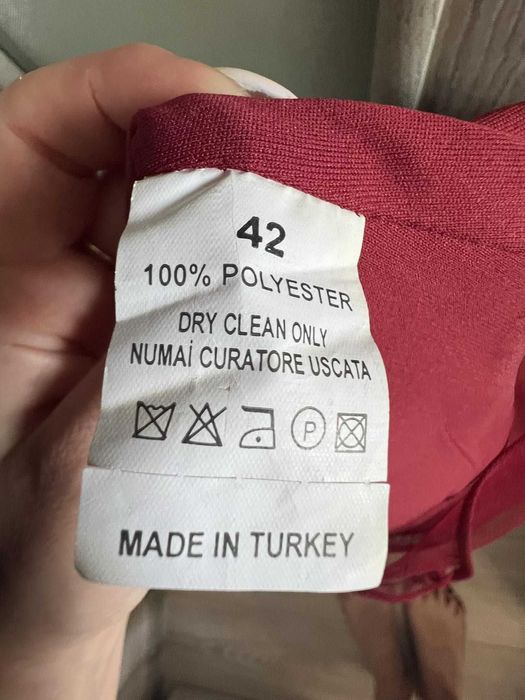 42
100% POLYESTER
DRY CLEAN ONLY
NUMAİ CURATORE USCATA
P
MADE IN TURKEY